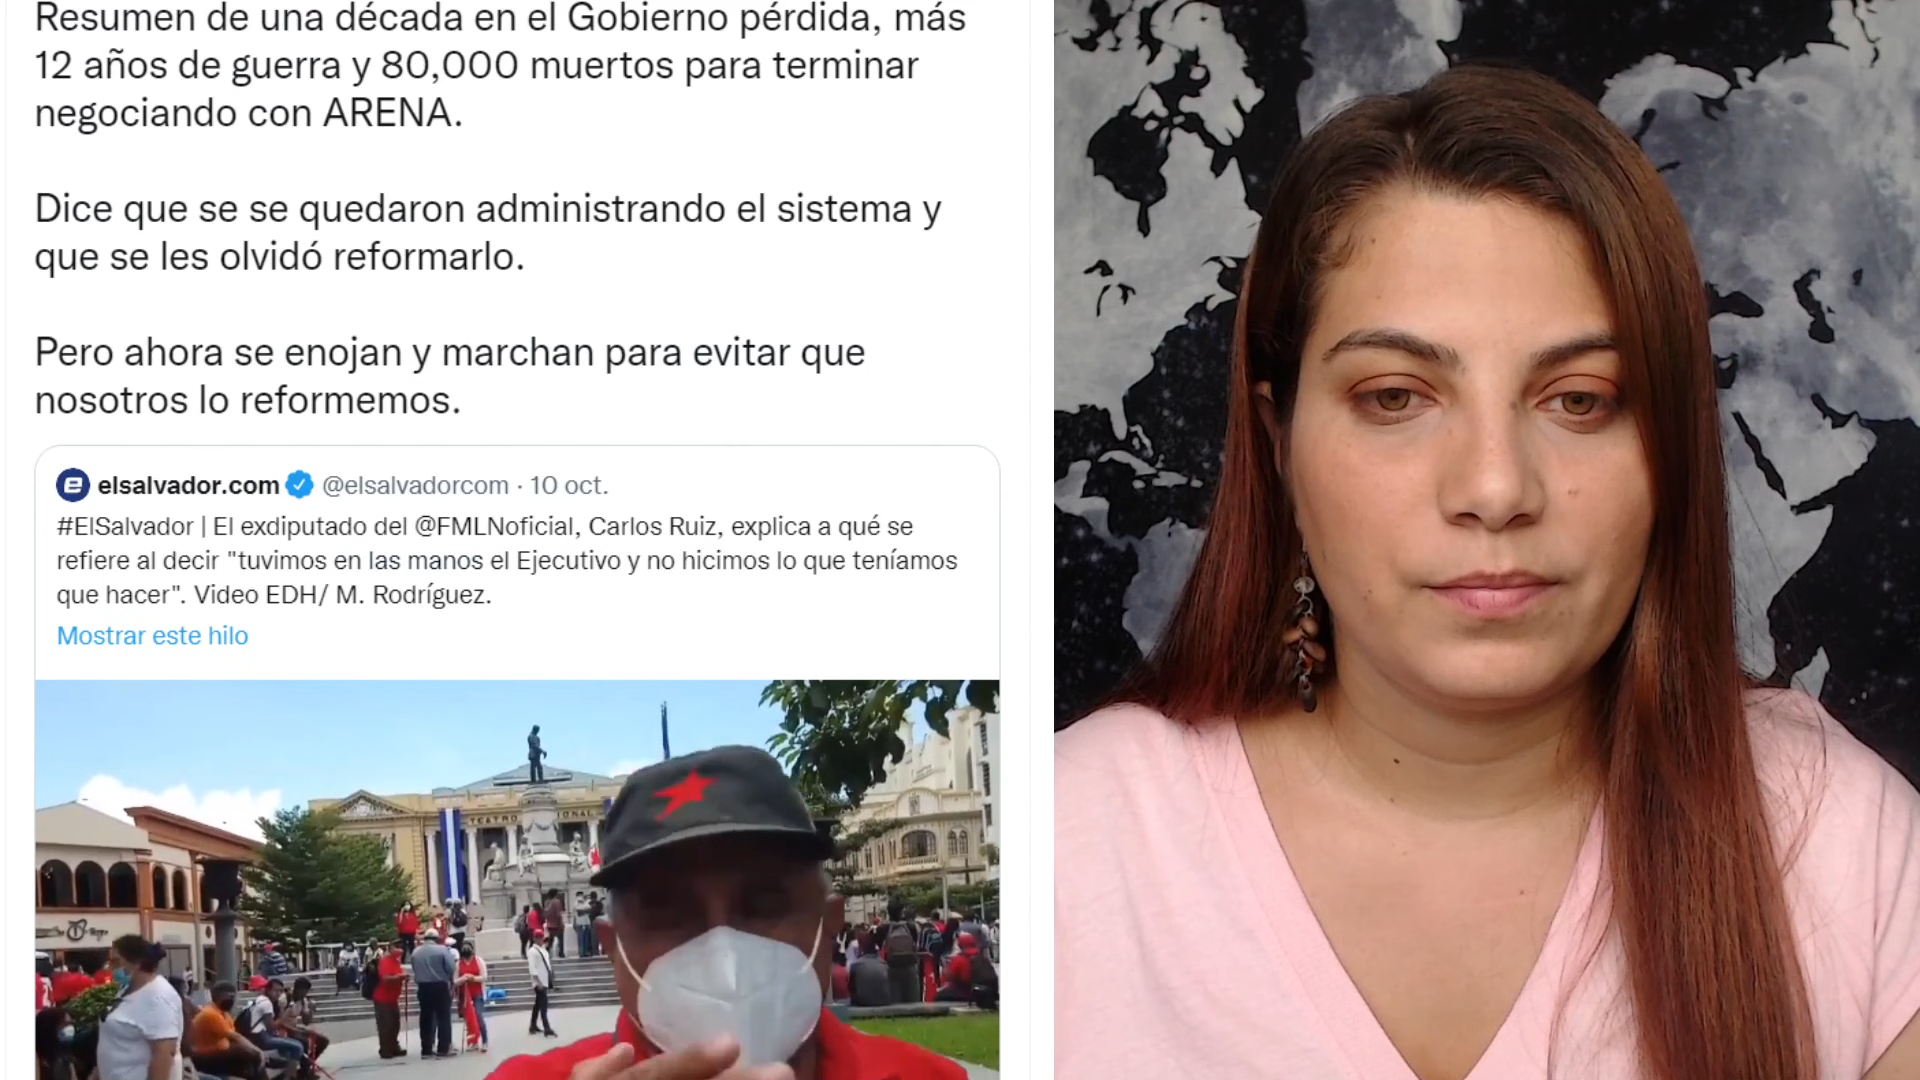 Resumen de una década en el Gobierno pérdida, más
12 años de guerra y 80,000 muertos para terminar
negociando con ARENA.
Dice que se se quedaron administrando el sistema y
que se les olvidó reformarlo.
Pero ahora se enojan y marchan para evitar que
nosotros lo reformemos.
elsalvador.com @elsalvadorcom · 10 oct.
#ElSalvador | El exdiputado del @FMLNoficial, Carlos Ruiz, explica a qué se
refiere al decir "tuvimos en las manos el Ejecutivo y no hicimos lo que teníamos
que hacer". Video EDH/ M. Rodríguez.
Mostrar este hilo
TEATRO